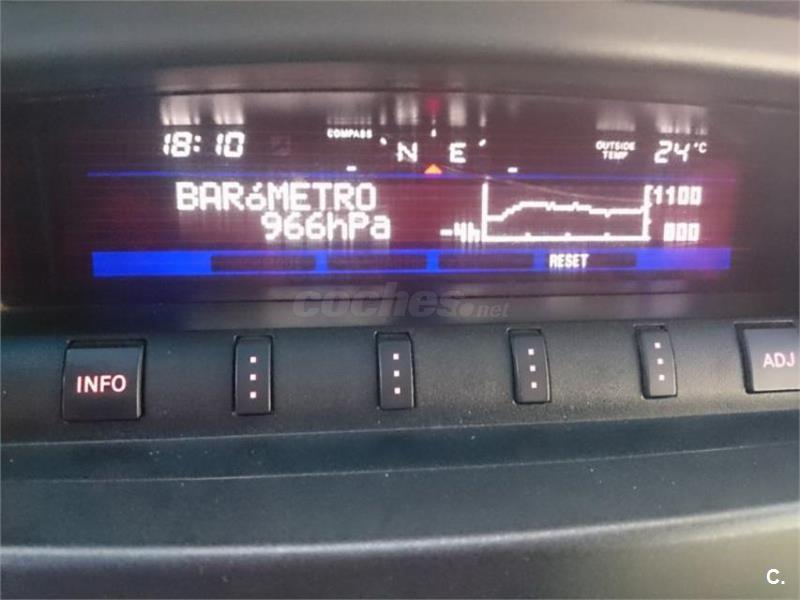 COMPASS
18:10 N E OUTSIDE TEMP 24°C
BARóMETRO
966hPa
1100
-4h 800
RESET
coches.net
INFO ADJ
C.